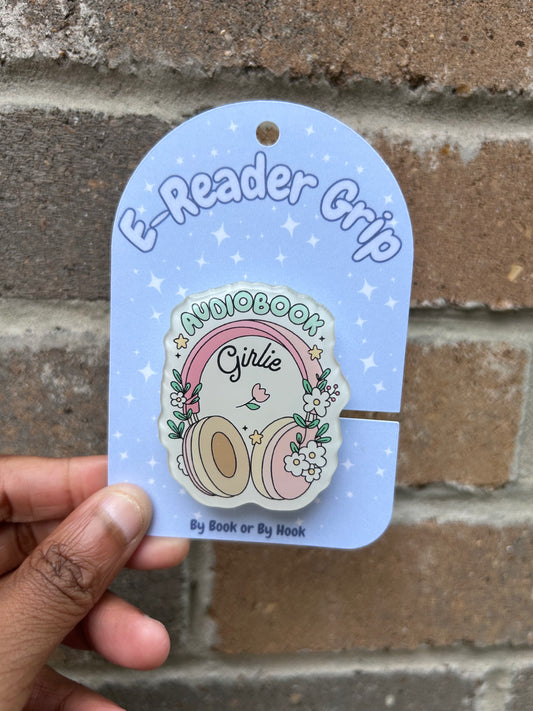 E-Reader Grip
AUDIOBOOK
Girlie
By Book or By Hook